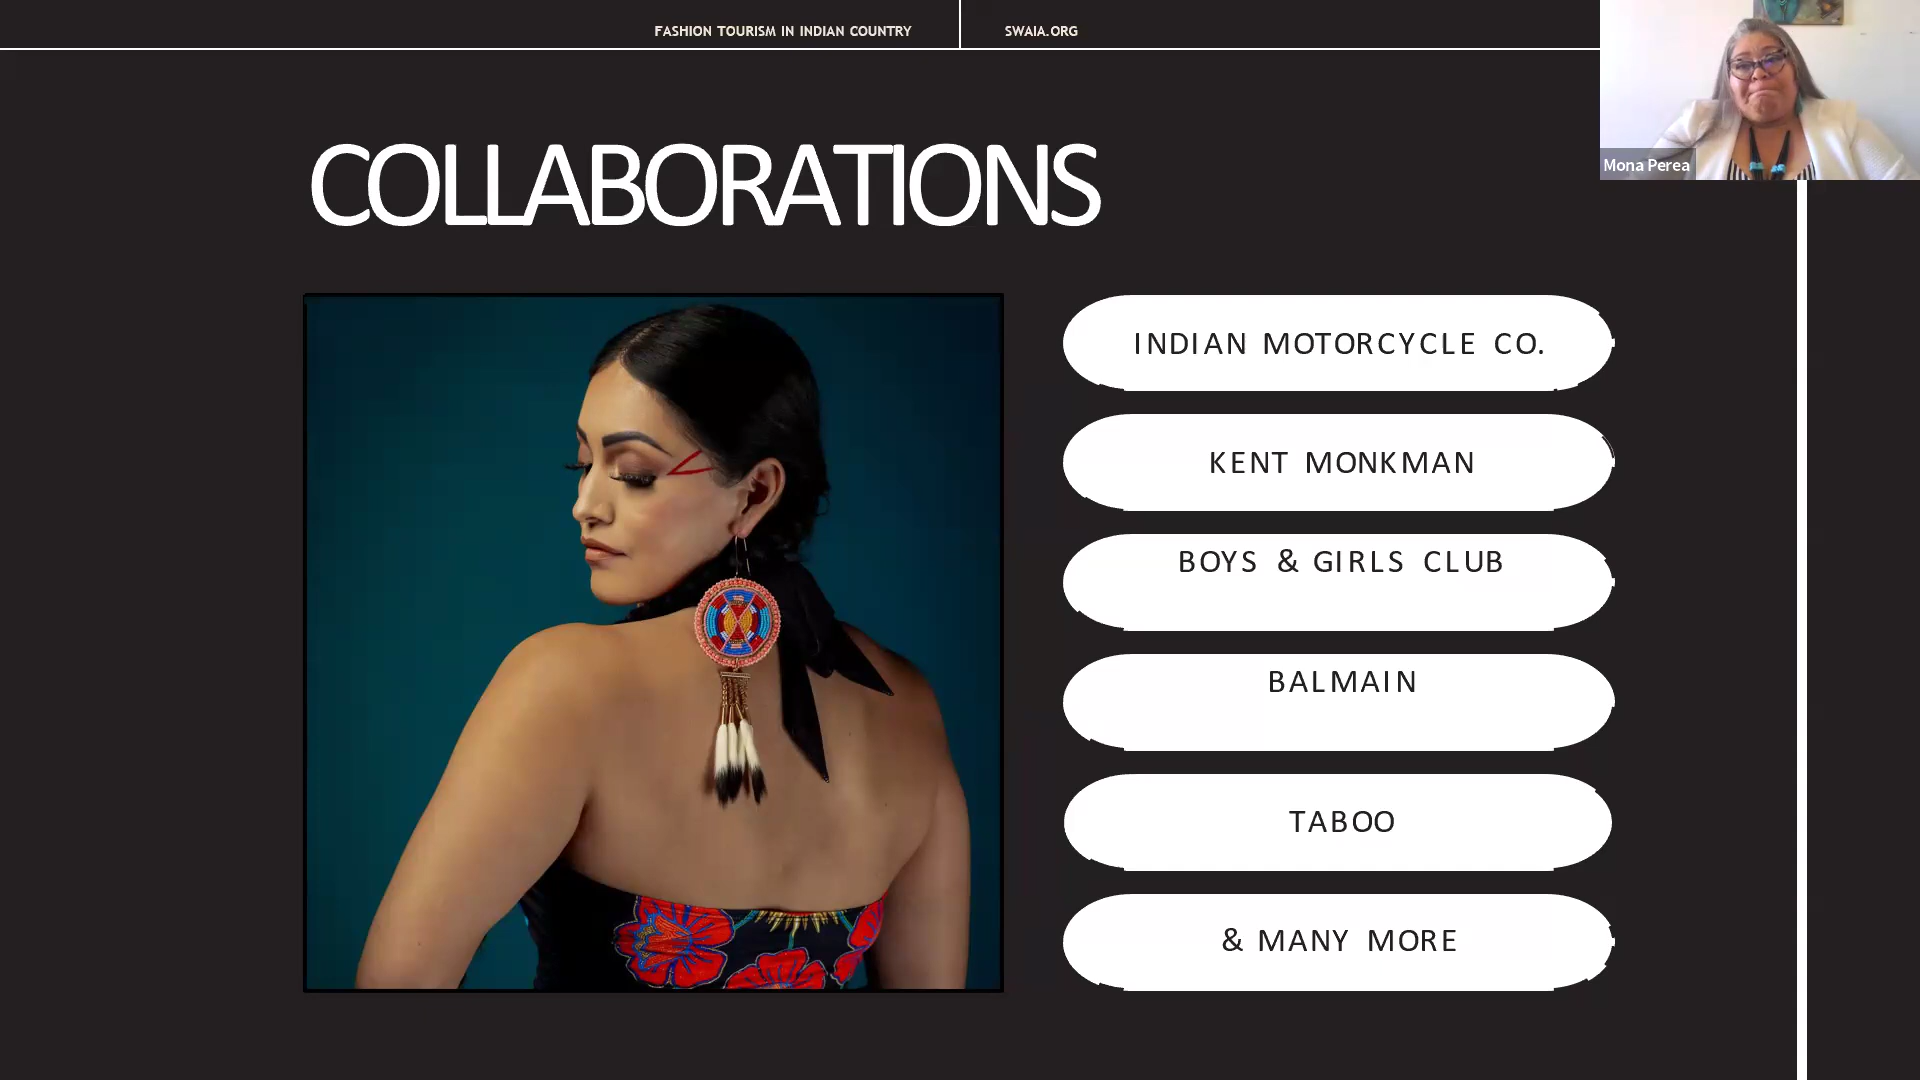 FASHION TOURISM IN INDIAN COUNTRY
SWAIA.ORG
Mona Perea
COLLABORATIONS
INDIAN MOTORCYCLE CO.
KENT MONKMAN
BOYS & GIRLS CLUB
BALMAIN
TABOO
& MANY MORE